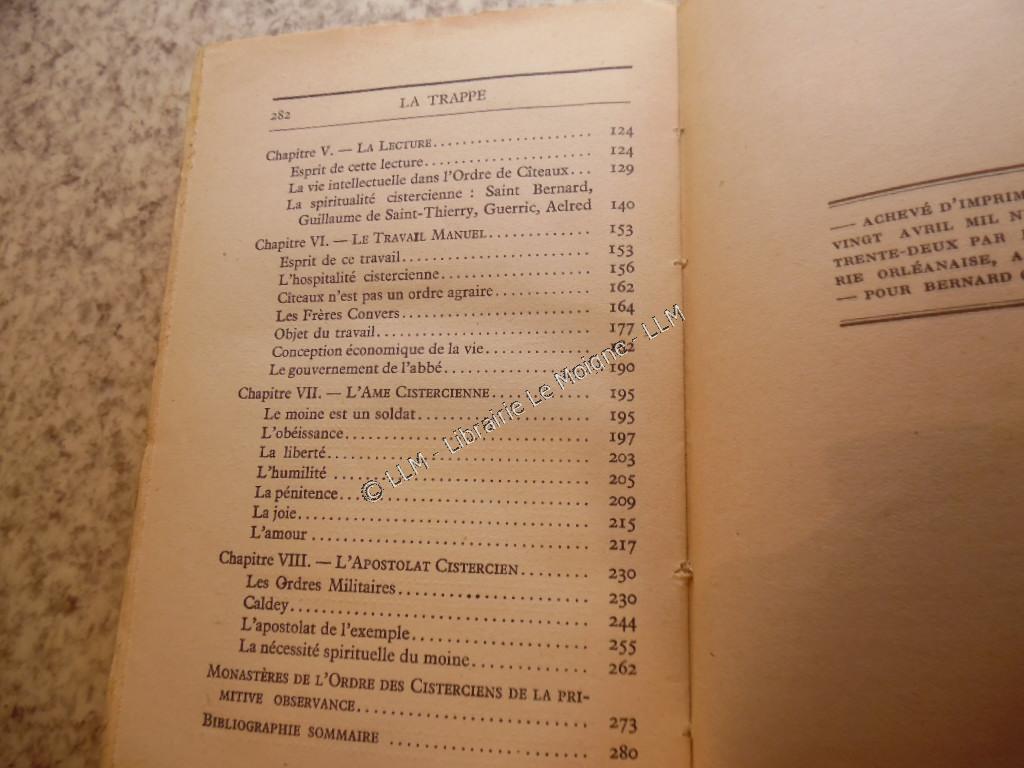 282 LA TRAPPE
Chapitre V. — LA LECTURE........ 124
Esprit de cette lecture........ 124
La vie intellectuelle dans l'Ordre de Cîteaux... 129
La spiritualité cistercienne : Saint Bernard,
Guillaume de Saint-Thierry, Guerric, Aelred 140
Chapitre VI. — LE TRAVAIL MANUEL........ 153
Esprit de ce travail........ 153
L'hospitalité cistercienne........ 156
Cîteaux n'est pas un ordre agraire........ 162
Les Frères Convers........ 164
Objet du travail........ 177
Conception économique de la vie........ 182
Le gouvernement de l'abbé........ 190
Chapitre VII. — L'AME CISTERCIENNE........ 195
Le moine est un soldat........ 195
L'obéissance........ 197
La liberté........ 203
L'humilité ........ 205
La pénitence........ 209
La joie........ 215
L'amour ........ 217
Chapitre VIII. — L'APOSTOLAT CISTERCIEN........ 230
Les Ordres Militaires........ 230
Caldey........ 244
L'apostolat de l'exemple........ 255
La nécessité spirituelle du moine........ 262
MONASTÈRES DE L'ORDRE DES CISTERCIENS DE LA PRI-
MITIVE OBSERVANCE........ 273
BIBLIOGRAPHIE SOMMAIRE ........ 280
— ACHEVÉ D'IMPRIM
VINGT AVRIL MIL N
TRENTE-DEUX PAR
RIE ORLÉANAISE, A
— POUR BERNARD
© LLM - Librairie Le Moigne - LLM